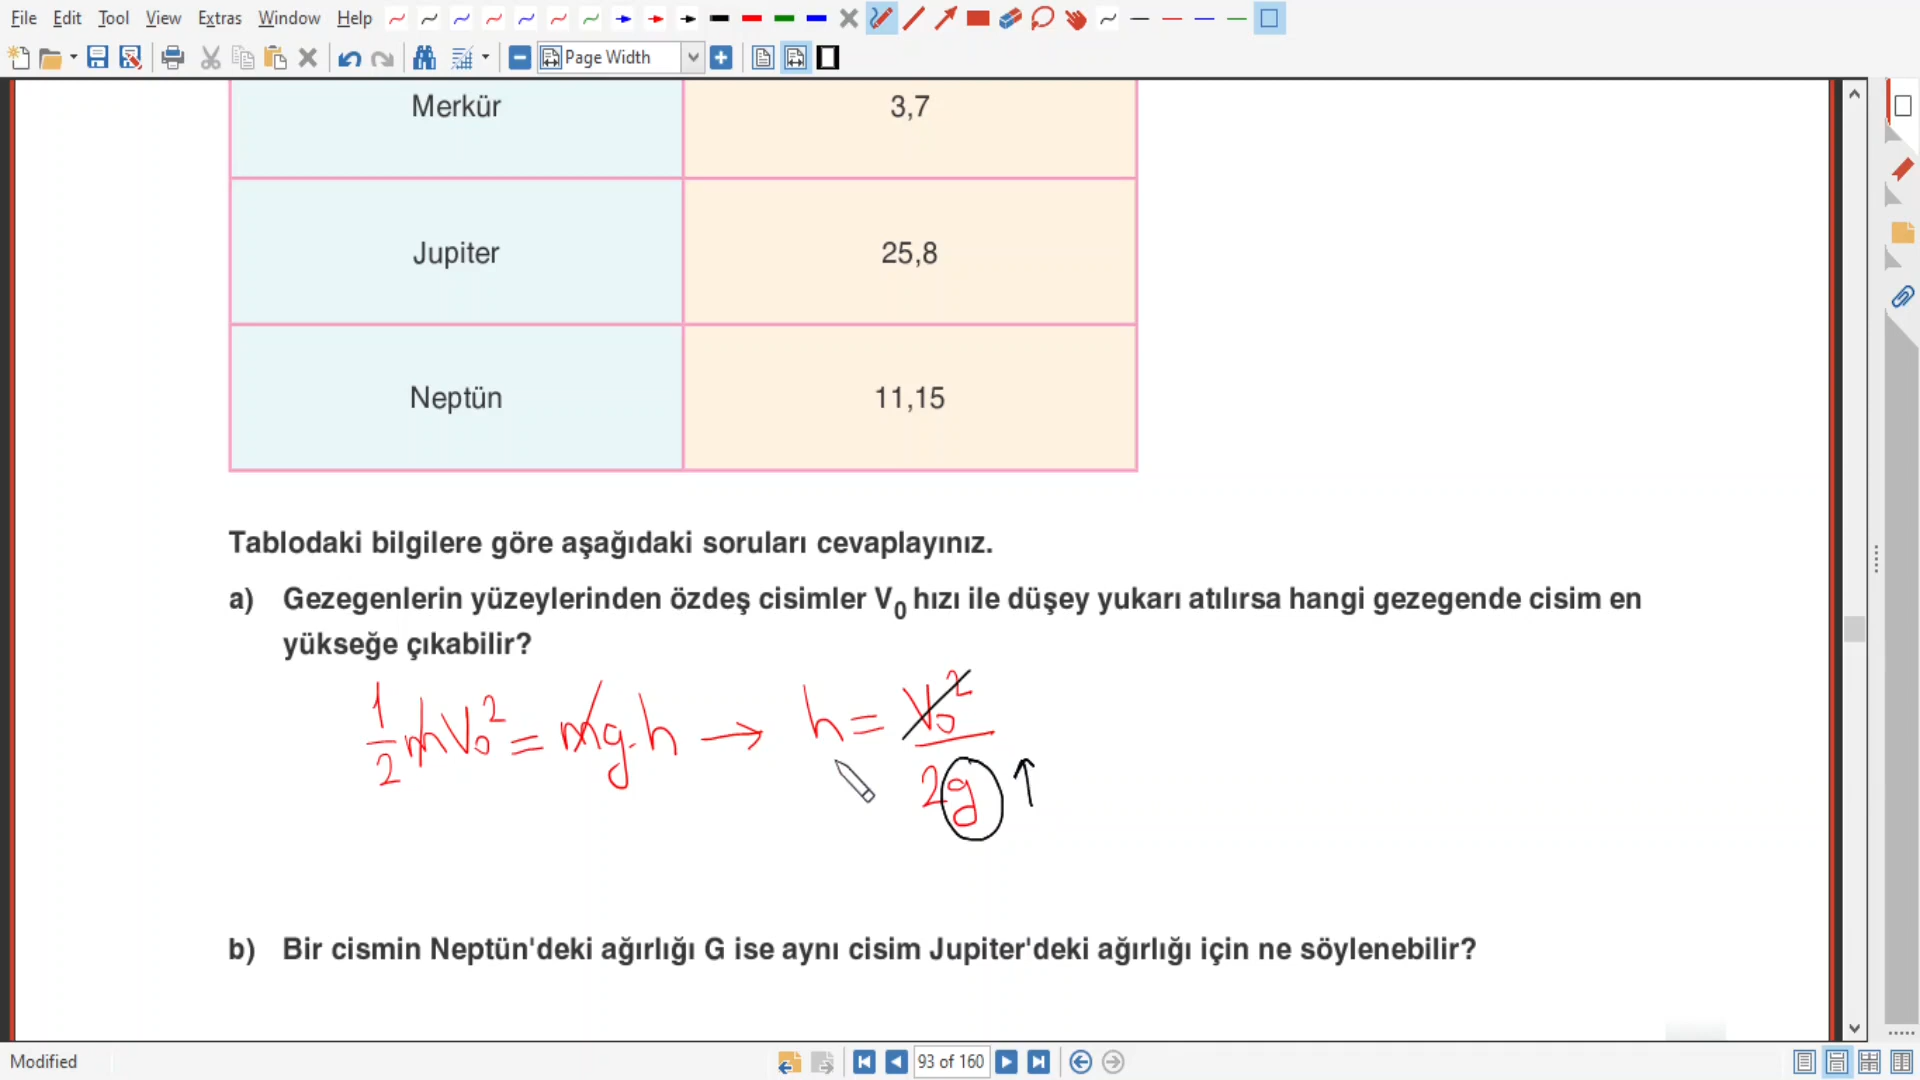 File Edit Tool View Extras Window Help
Page Width
Merkür 3,7
Jupiter 25,8
Neptün 11,15
Tablodaki bilgilere göre aşağıdaki soruları cevaplayınız.
a) Gezegenlerin yüzeylerinden özdeş cisimler V₀ hızı ile düşey yukarı atılırsa hangi gezegende cisim en
yükseğe çıkabilir?
1/2 mV₀² = mg.h → h = V₀²/2g ↑
b) Bir cismin Neptün'deki ağırlığı G ise aynı cisim Jupiter'deki ağırlığı için ne söylenebilir?
Modified 93 of 160